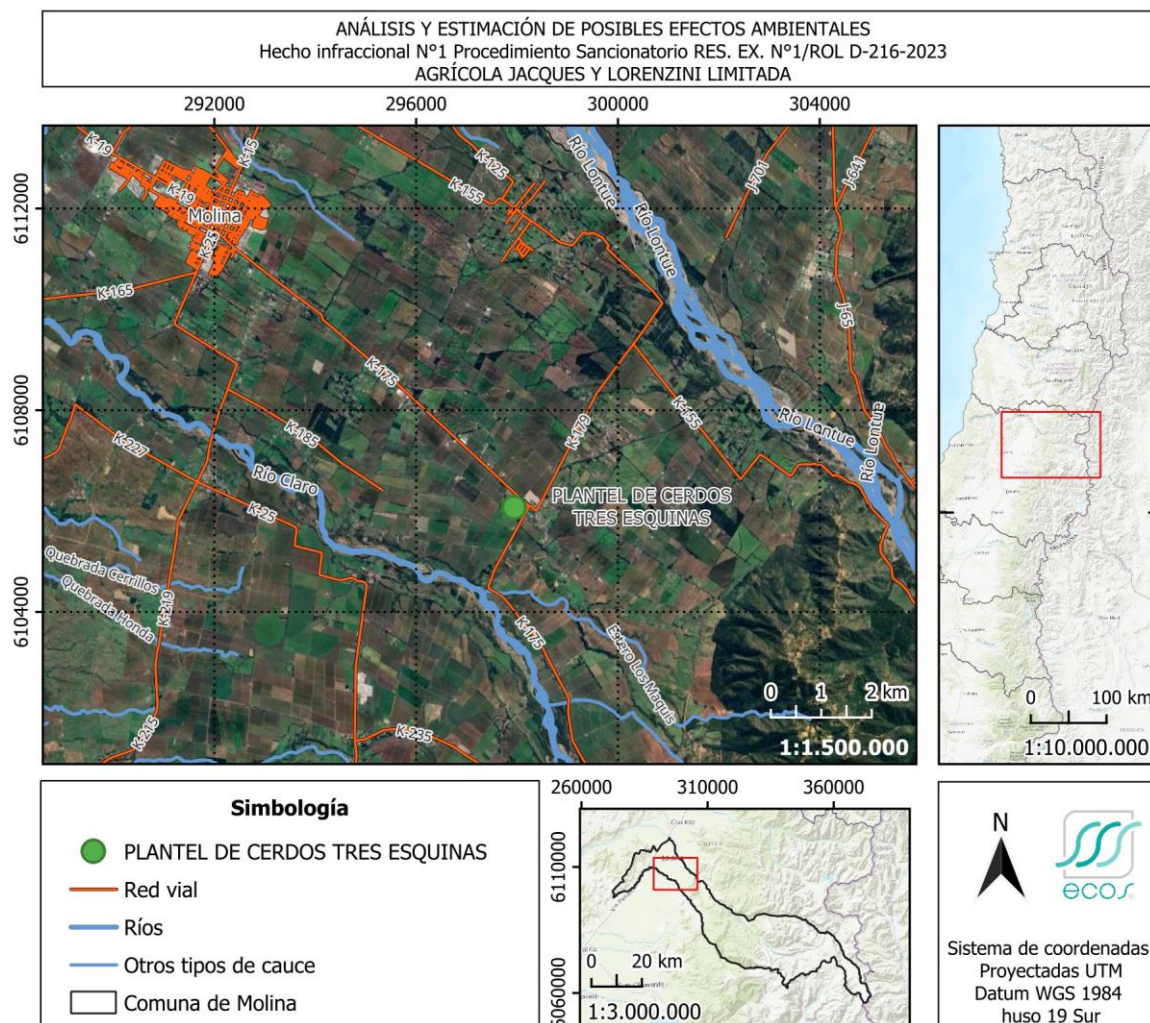 ANÁLISIS Y ESTIMACIÓN DE POSIBLES EFECTOS AMBIENTALES
Hecho infraccional N°1 Procedimiento Sancionatorio RES. EX. N°1/ROL D-216-2023
AGRÍCOLA JACQUES Y LORENZINI LIMITADA
292000
296000
300000
304000
6112000
6108000
6104000
K-19
K-15
K-19
Molina
K-25
K-165
K-125
K-155
Río Lontue
Río Lontue
Río Lontue
J-701
J-641
J-65
K-175
K-179
K-155
Río Lontue
Río Lontue
K-185
K-227
Río Claro
K-25
PLANTEL DE CERDOS
TRES ESQUINAS
Quebrada Cerrillos
Quebrada Honda
K-219
K-175
Estero Los Maquis
K-215
K-235
0 1 2 km
1:1.500.000
0 100 km
1:10.000.000
Simbología
PLANTEL DE CERDOS TRES ESQUINAS
Red vial
Ríos
Otros tipos de cauce
Comuna de Molina
260000
310000
360000
6110000
6060000
0 20 km
1:3.000.000
N
ecos
Sistema de coordenadas
Proyectadas UTM
Datum WGS 1984
huso 19 Sur